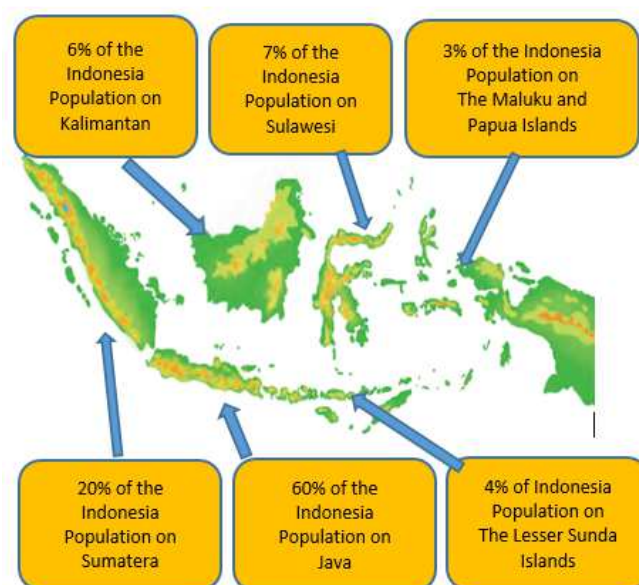 6% of the
Indonesia
Population on
Kalimantan
7% of the
Indonesia
Population on
Sulawesi
3% of the Indonesia
Population on
The Maluku and
Papua Islands
20% of the
Indonesia
Population on
Sumatera
60% of the
Indonesia
Population on
Java
4% of Indonesia
Population on
The Lesser Sunda
Islands